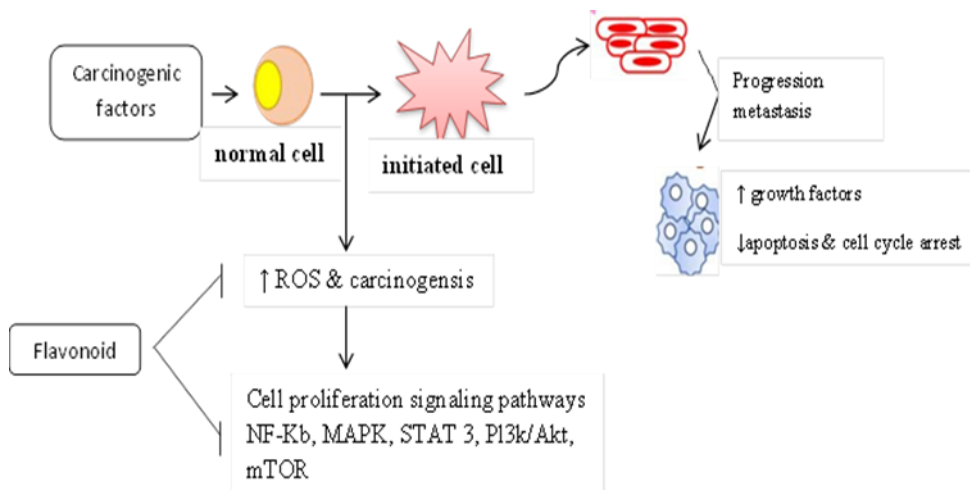 Carcinogenic
factors
normal cell
initiated cell
Progression
metastasis
↑ growth factors
↓apoptosis & cell cycle arrest
↑ ROS & carcinogensis
Flavonoid
Cell proliferation signaling pathways
NF-Kb, MAPK, STAT 3, PI3k/Akt,
mTOR